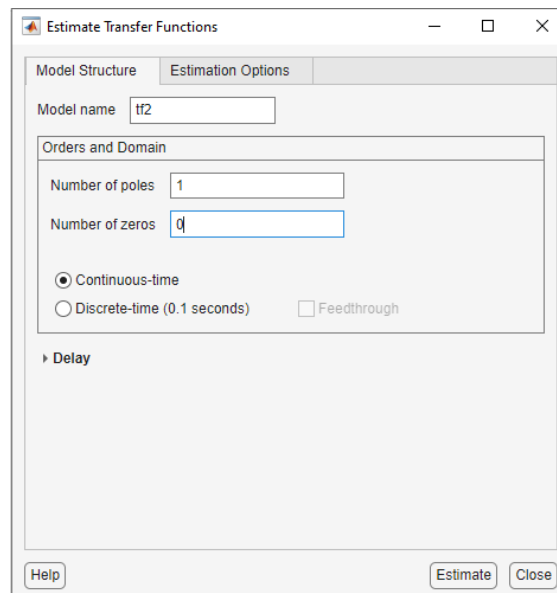 Estimate Transfer Functions
Model Structure Estimation Options
Model name tf2
Orders and Domain
Number of poles 1
Number of zeros 0
Continuous-time
Discrete-time (0.1 seconds) Feedthrough
Delay
Help Estimate Close